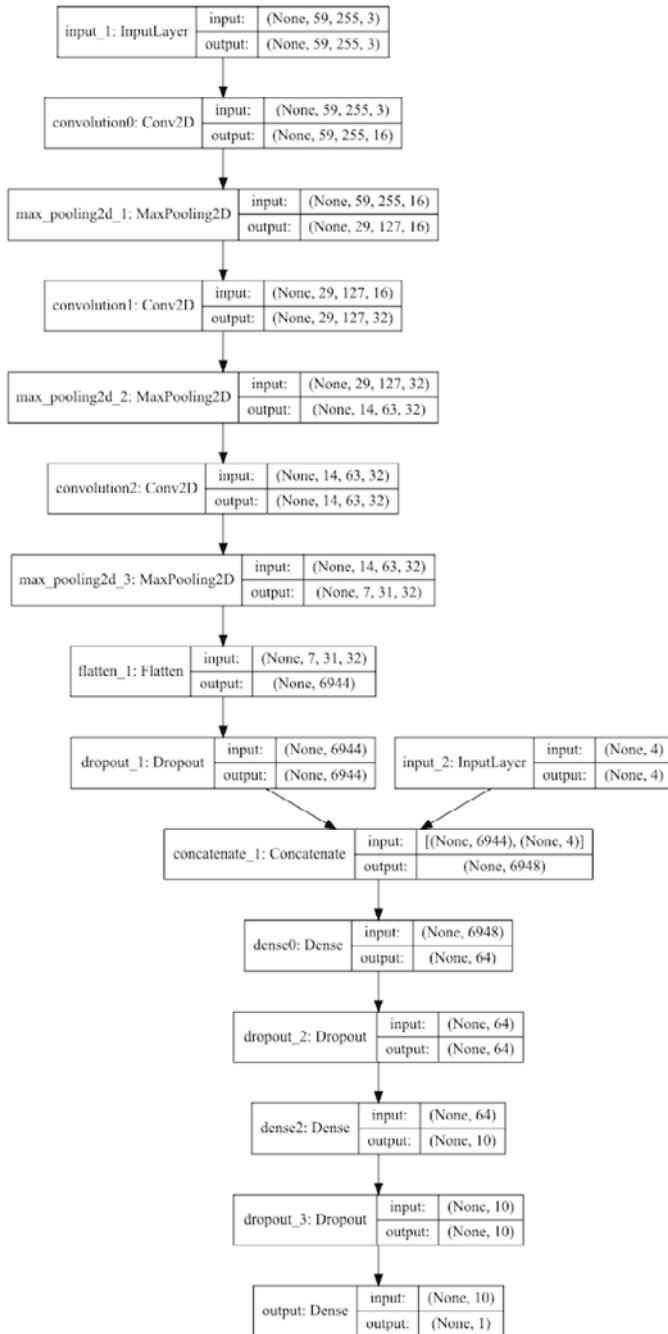 input_1: InputLayer
input: (None, 59, 255, 3)
output: (None, 59, 255, 3)
convolution0: Conv2D
input: (None, 59, 255, 3)
output: (None, 59, 255, 16)
max_pooling2d_1: MaxPooling2D
input: (None, 59, 255, 16)
output: (None, 29, 127, 16)
convolution1: Conv2D
input: (None, 29, 127, 16)
output: (None, 29, 127, 32)
max_pooling2d_2: MaxPooling2D
input: (None, 29, 127, 32)
output: (None, 14, 63, 32)
convolution2: Conv2D
input: (None, 14, 63, 32)
output: (None, 14, 63, 32)
max_pooling2d_3: MaxPooling2D
input: (None, 14, 63, 32)
output: (None, 7, 31, 32)
flatten_1: Flatten
input: (None, 7, 31, 32)
output: (None, 6944)
dropout_1: Dropout
input: (None, 6944)
output: (None, 6944)
input_2: InputLayer
input: (None, 4)
output: (None, 4)
concatenate_1: Concatenate
input: [(None, 6944), (None, 4)]
output: (None, 6948)
dense0: Dense
input: (None, 6948)
output: (None, 64)
dropout_2: Dropout
input: (None, 64)
output: (None, 64)
dense2: Dense
input: (None, 64)
output: (None, 10)
dropout_3: Dropout
input: (None, 10)
output: (None, 10)
output: Dense
input: (None, 10)
output: (None, 1)